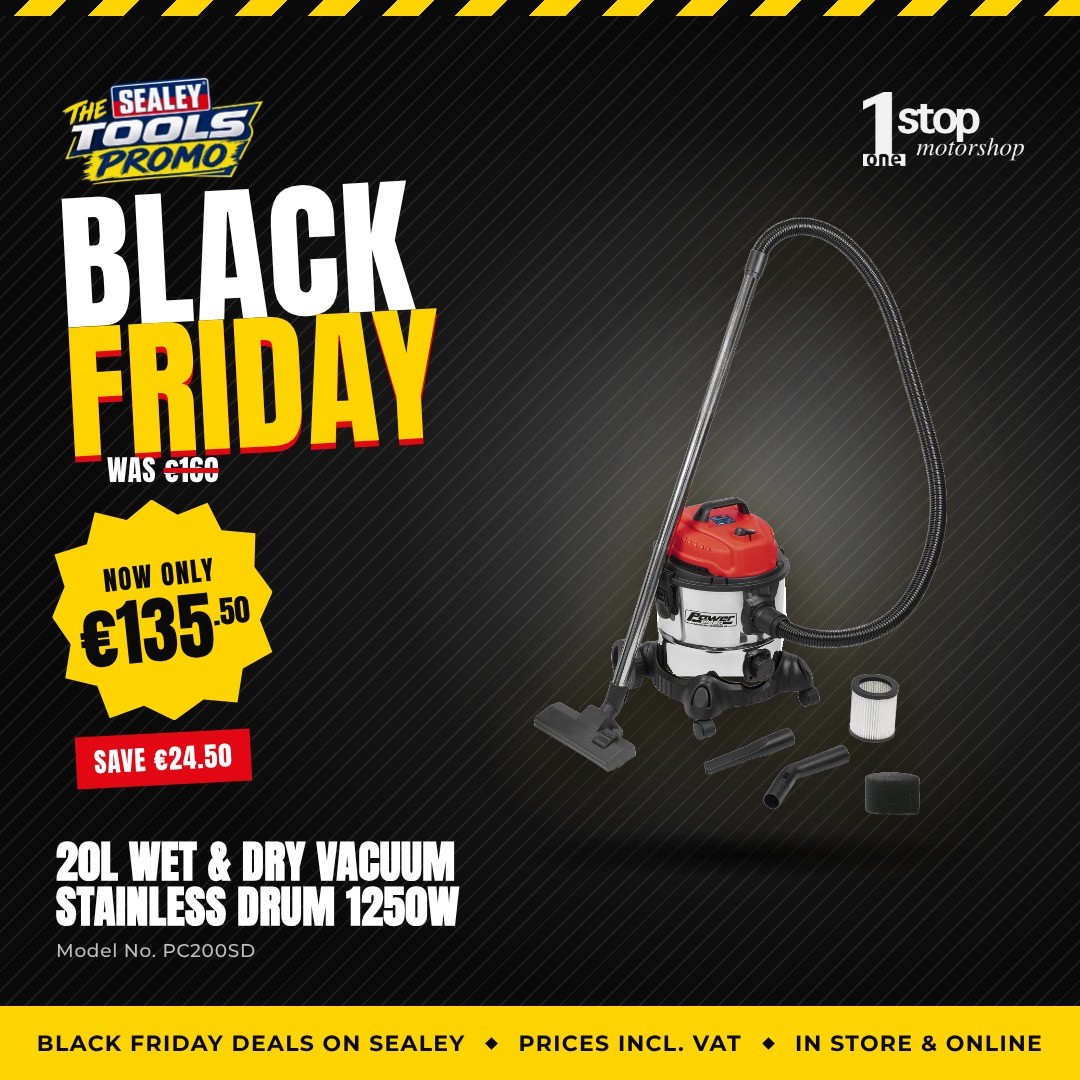 THE SEALEY
TOOLS
PROMO
1 stop
one motorshop
BLACK
FRIDAY
WAS €160
NOW ONLY
€135.50
SAVE €24.50
Power
20L WET & DRY VACUUM
STAINLESS DRUM 1250W
Model No. PC200SD
BLACK FRIDAY DEALS ON SEALEY ◆ PRICES INCL. VAT ◆ IN STORE & ONLINE